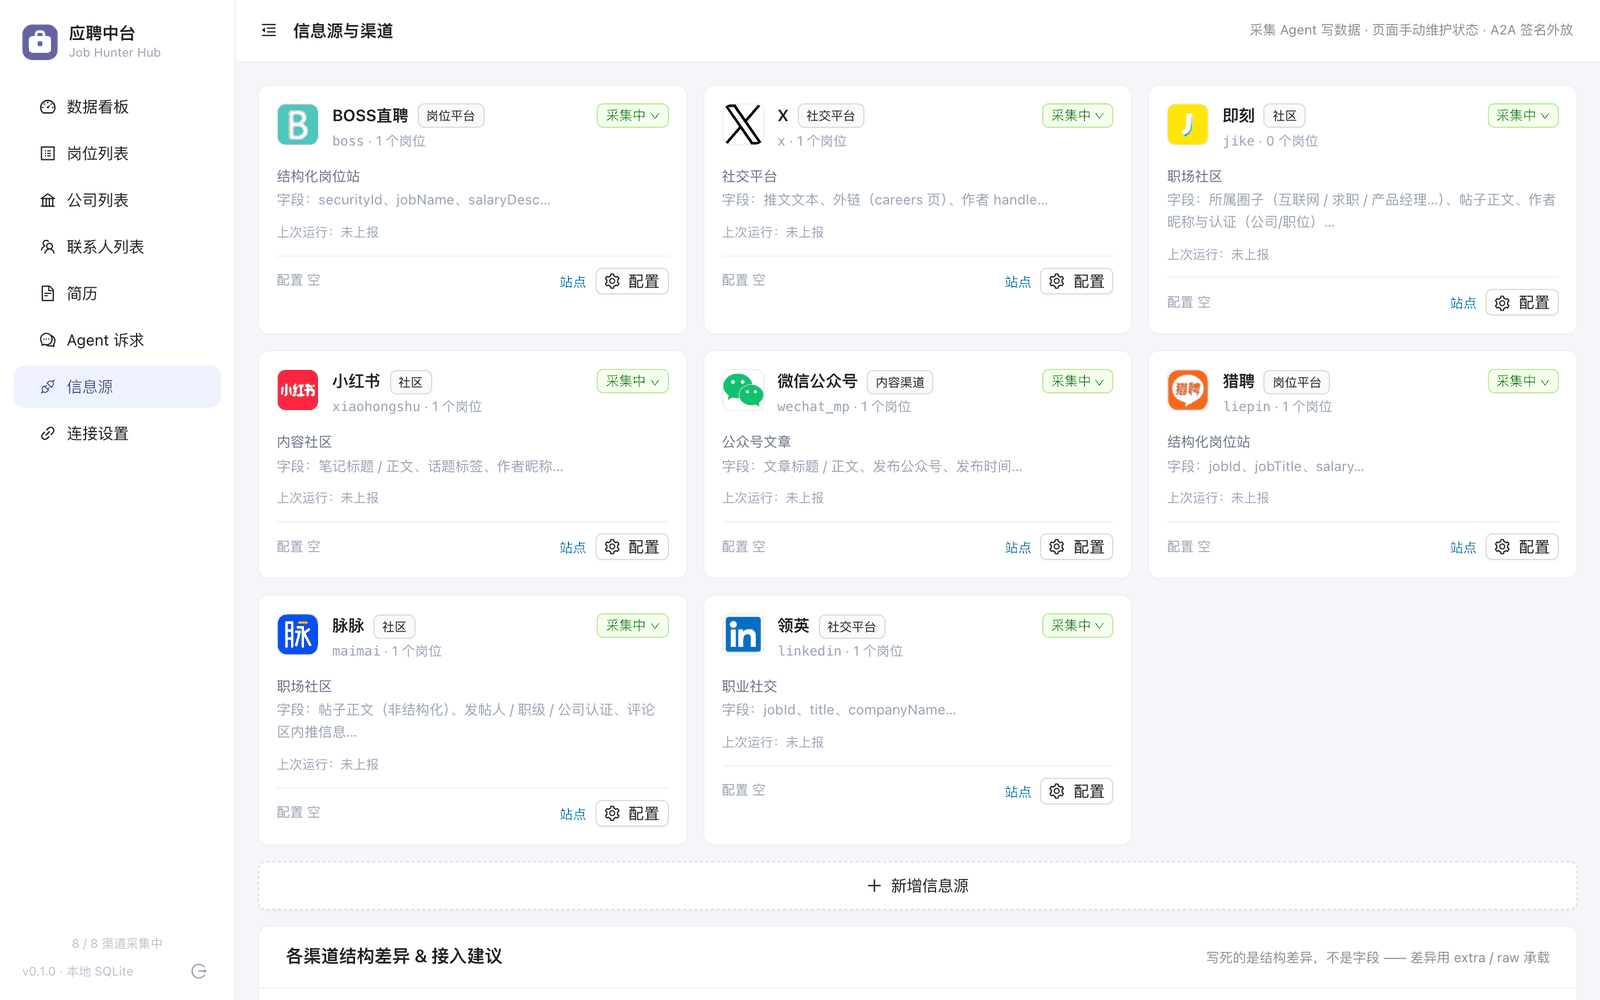 应聘中台
Job Hunter Hub
数据看板
岗位列表
公司列表
联系人列表
简历
Agent 诉求
信息源
连接设置
8 / 8 渠道采集中
v0.1.0 · 本地 SQLite
信息源与渠道
采集 Agent 写数据 · 页面手动维护状态 · A2A 签名外放
B
BOSS直聘 岗位平台 采集中
boss · 1 个岗位
结构化岗位站
字段：securityId、jobName、salaryDesc...
上次运行：未上报
配置 空 站点 配置
X 社交平台 采集中
x · 1 个岗位
社交平台
字段：推文文本、外链（careers 页）、作者 handle...
上次运行：未上报
配置 空 站点 配置
即刻 社区 采集中
jike · 0 个岗位
职场社区
字段：所属圈子（互联网 / 求职 / 产品经理...）、帖子正文、作者
昵称与认证（公司/职位）...
上次运行：未上报
配置 空 站点 配置
小红书
小红书 社区 采集中
xiaohongshu · 1 个岗位
内容社区
字段：笔记标题 / 正文、话题标签、作者昵称...
上次运行：未上报
配置 空 站点 配置
微信公众号 内容渠道 采集中
wechat_mp · 1 个岗位
公众号文章
字段：文章标题 / 正文、发布公众号、发布时间...
上次运行：未上报
配置 空 站点 配置
猎聘
猎聘 岗位平台 采集中
liepin · 1 个岗位
结构化岗位站
字段：jobId、jobTitle、salary...
上次运行：未上报
配置 空 站点 配置
脉
脉脉 社区 采集中
maimai · 1 个岗位
职场社区
字段：帖子正文（非结构化）、发帖人 / 职级 / 公司认证、评论
区内推信息...
上次运行：未上报
配置 空 站点 配置
in
领英 社交平台 采集中
linkedin · 1 个岗位
职业社交
字段：jobId、title、companyName...
上次运行：未上报
配置 空 站点 配置
新增信息源
各渠道结构差异 & 接入建议
写死的是结构差异，不是字段 —— 差异用 extra / raw 承载